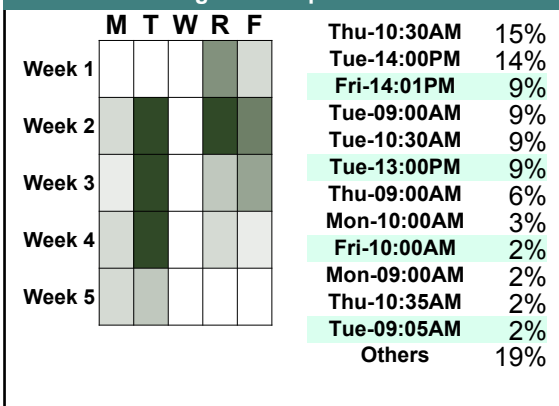 M T W R F
Week 1
Week 2
Week 3
Week 4
Week 5
Thu-10:30AM 15%
Tue-14:00PM 14%
Fri-14:01PM 9%
Tue-09:00AM 9%
Tue-10:30AM 9%
Tue-13:00PM 9%
Thu-09:00AM 6%
Mon-10:00AM 3%
Fri-10:00AM 2%
Mon-09:00AM 2%
Thu-10:35AM 2%
Tue-09:05AM 2%
Others 19%